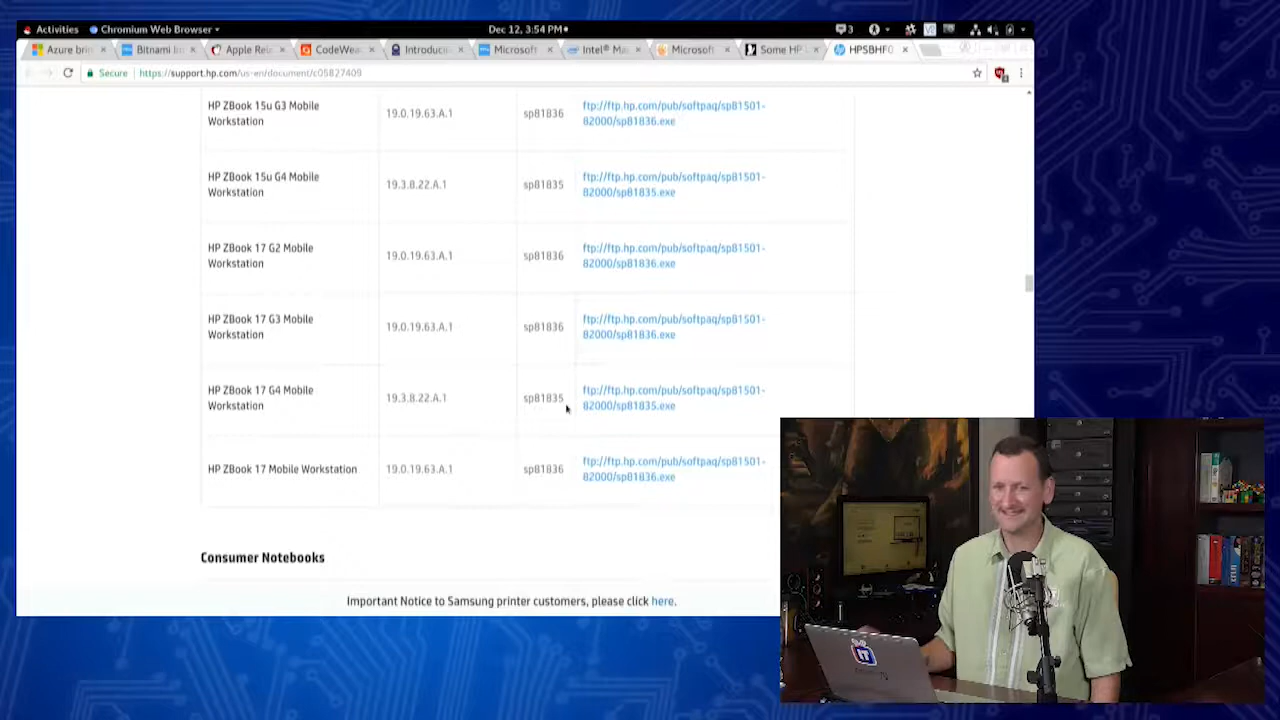 Activities Chromium Web Browser Dec 12, 3:54 PM 3
Azure brin Bitnami Im Apple Rel CodeWea Introduci Microsoft Intel® Ma Microsoft Some HP HPSBHF0
Secure https://support.hp.com/us-en/document/c05827409
HP ZBook 15u G3 Mobile
Workstation
19.0.19.63.A.1
sp81836
ftp://ftp.hp.com/pub/softpaq/sp81501-
82000/sp81836.exe
HP ZBook 15u G4 Mobile
Workstation
19.3.8.22.A.1
sp81835
ftp://ftp.hp.com/pub/softpaq/sp81501-
82000/sp81835.exe
HP ZBook 17 G2 Mobile
Workstation
19.0.19.63.A.1
sp81836
ftp://ftp.hp.com/pub/softpaq/sp81501-
82000/sp81836.exe
HP ZBook 17 G3 Mobile
Workstation
19.0.19.63.A.1
sp81836
ftp://ftp.hp.com/pub/softpaq/sp81501-
82000/sp81836.exe
HP ZBook 17 G4 Mobile
Workstation
19.3.8.22.A.1
sp81835
ftp://ftp.hp.com/pub/softpaq/sp81501-
82000/sp81835.exe
HP ZBook 17 Mobile Workstation
19.0.19.63.A.1
sp81836
ftp://ftp.hp.com/pub/softpaq/sp81501-
82000/sp81836.exe
Consumer Notebooks
Important Notice to Samsung printer customers, please click here.
IT